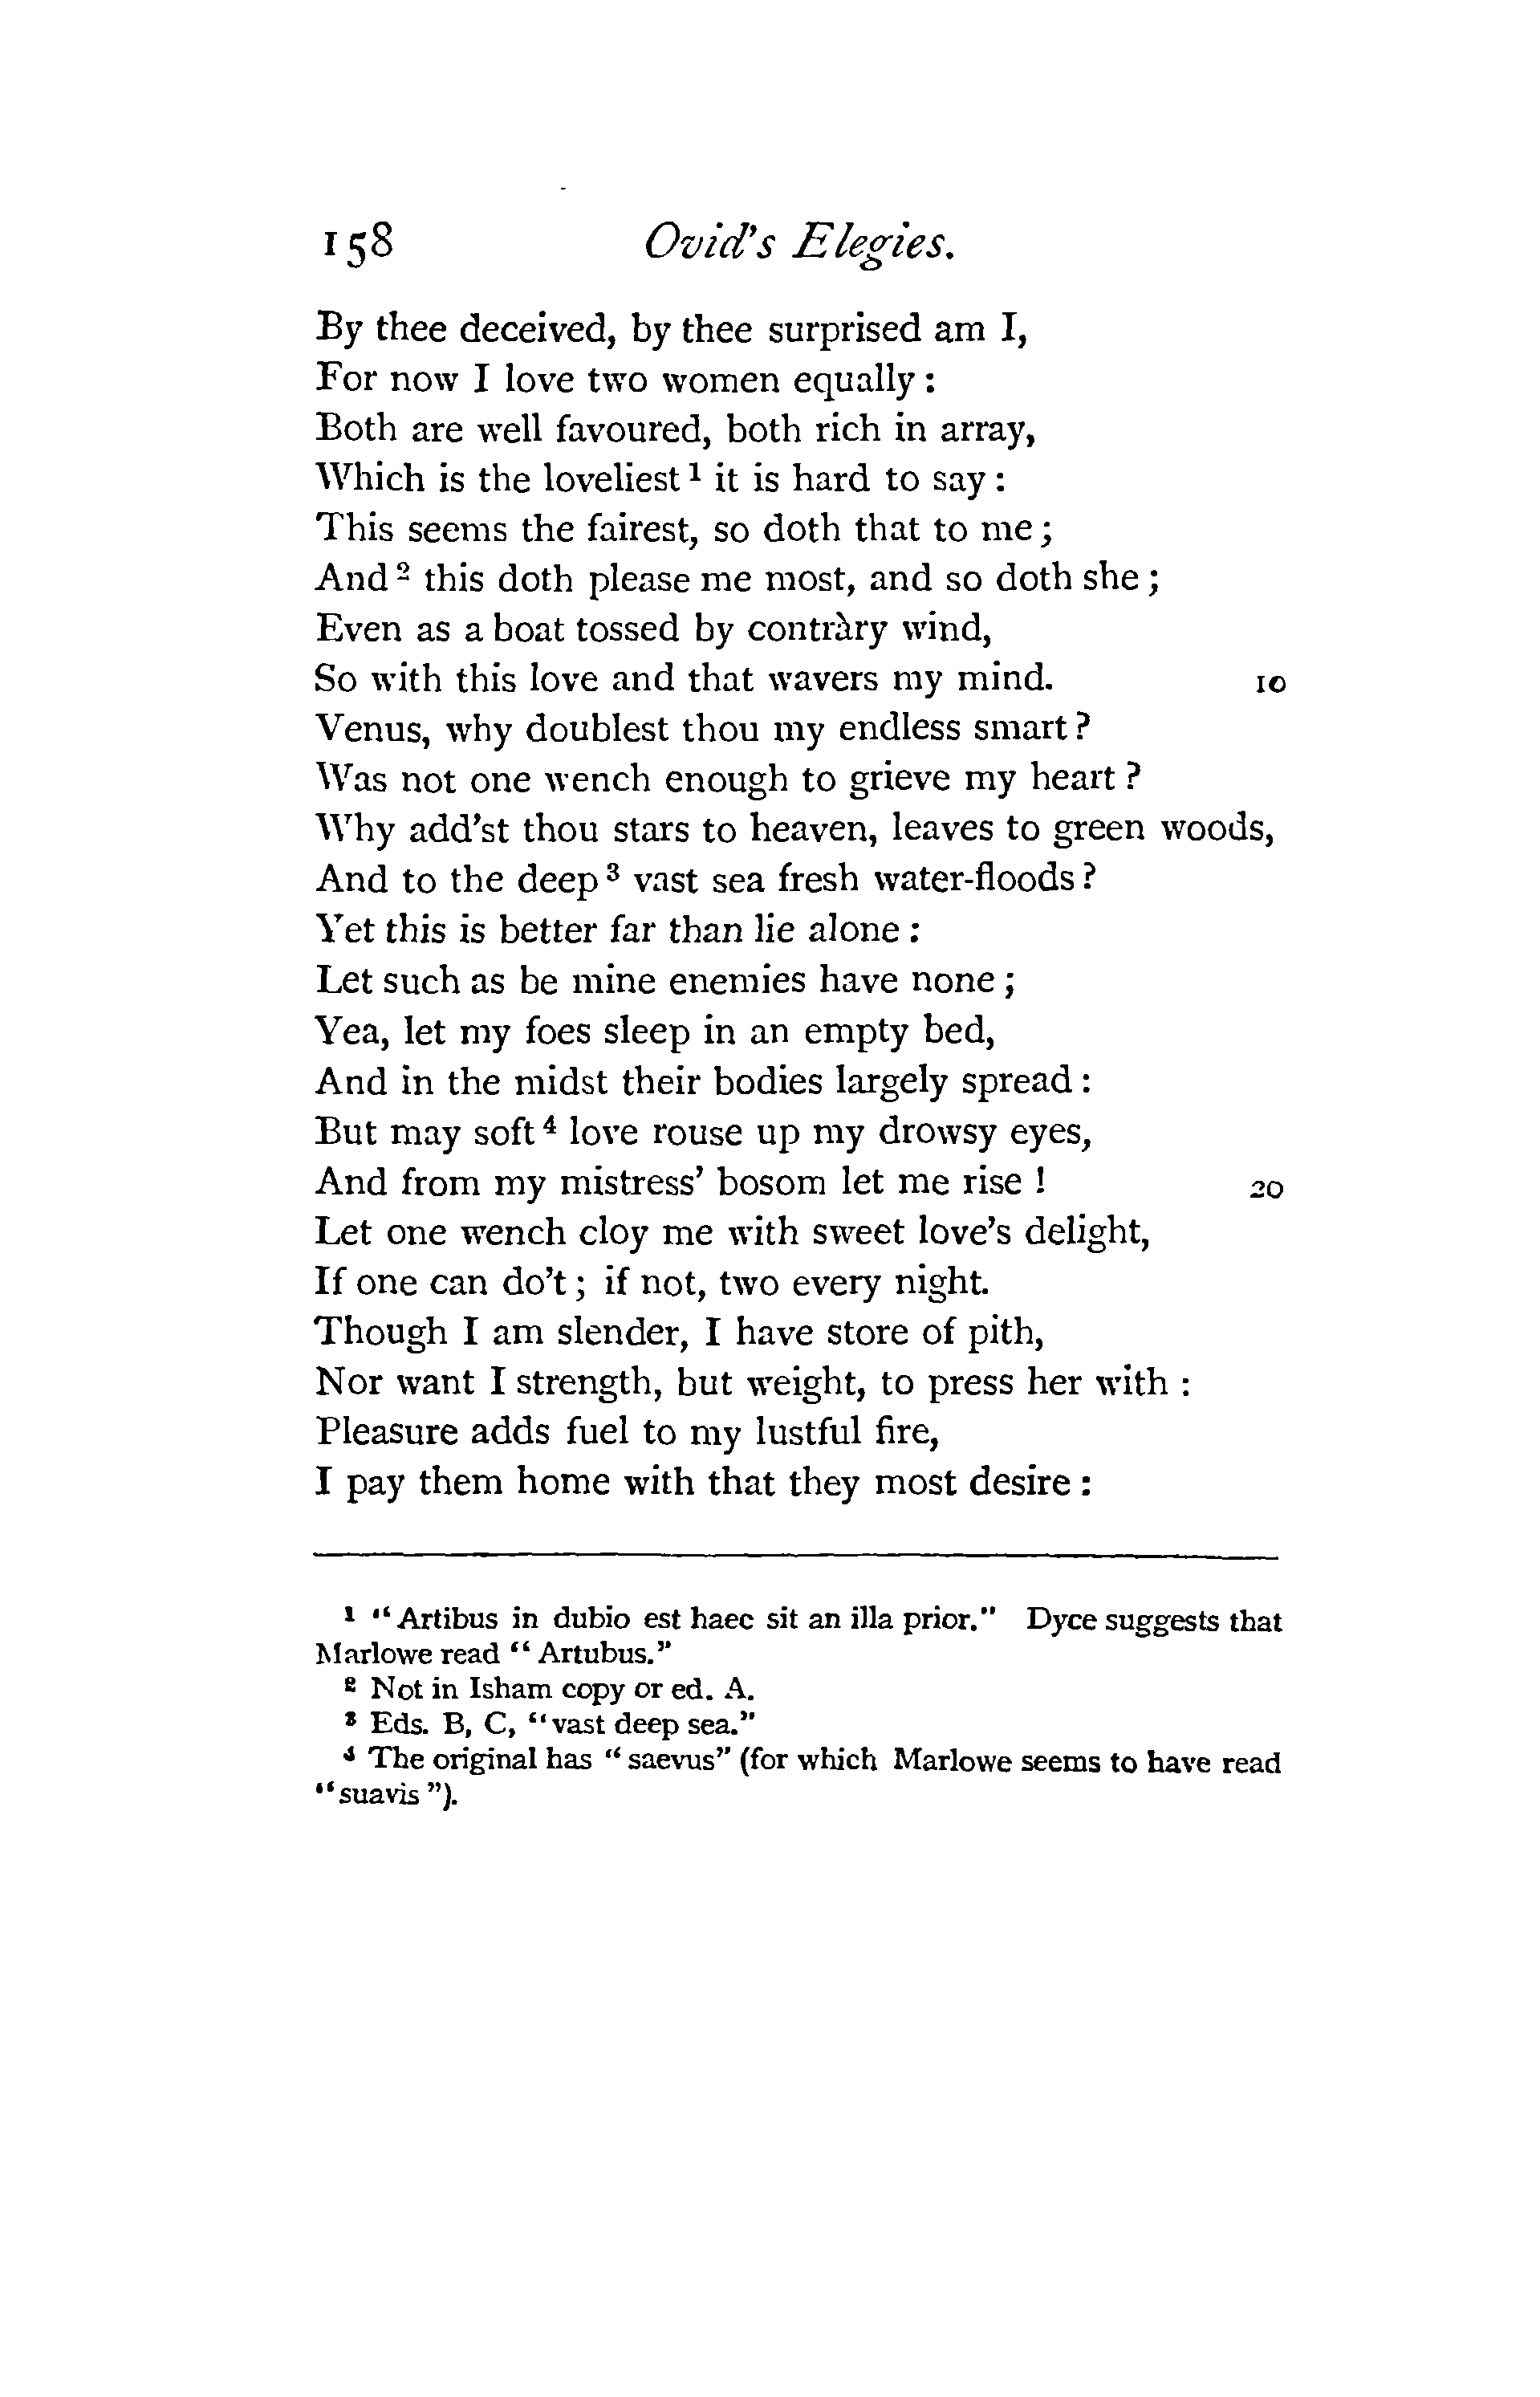 158 Ovid's Elegies.
By thee deceived, by thee surprised am I,
For now I love two women equally :
Both are well favoured, both rich in array,
Which is the loveliest ¹ it is hard to say :
This seems the fairest, so doth that to me ;
And ² this doth please me most, and so doth she ;
Even as a boat tossed by contràry wind,
So with this love and that wavers my mind. 10
Venus, why doublest thou my endless smart ?
Was not one wench enough to grieve my heart ?
Why add'st thou stars to heaven, leaves to green woods,
And to the deep ³ vast sea fresh water-floods ?
Yet this is better far than lie alone :
Let such as be mine enemies have none ;
Yea, let my foes sleep in an empty bed,
And in the midst their bodies largely spread :
But may soft ⁴ love rouse up my drowsy eyes,
And from my mistress' bosom let me rise ! 20
Let one wench cloy me with sweet love's delight,
If one can do't ; if not, two every night.
Though I am slender, I have store of pith,
Nor want I strength, but weight, to press her with :
Pleasure adds fuel to my lustful fire,
I pay them home with that they most desire :
¹ "Artibus in dubio est haec sit an illa prior." Dyce suggests that
Marlowe read "Artubus."
² Not in Isham copy or ed. A.
³ Eds. B, C, "vast deep sea."
⁴ The original has "saevus" (for which Marlowe seems to have read
"suavis").